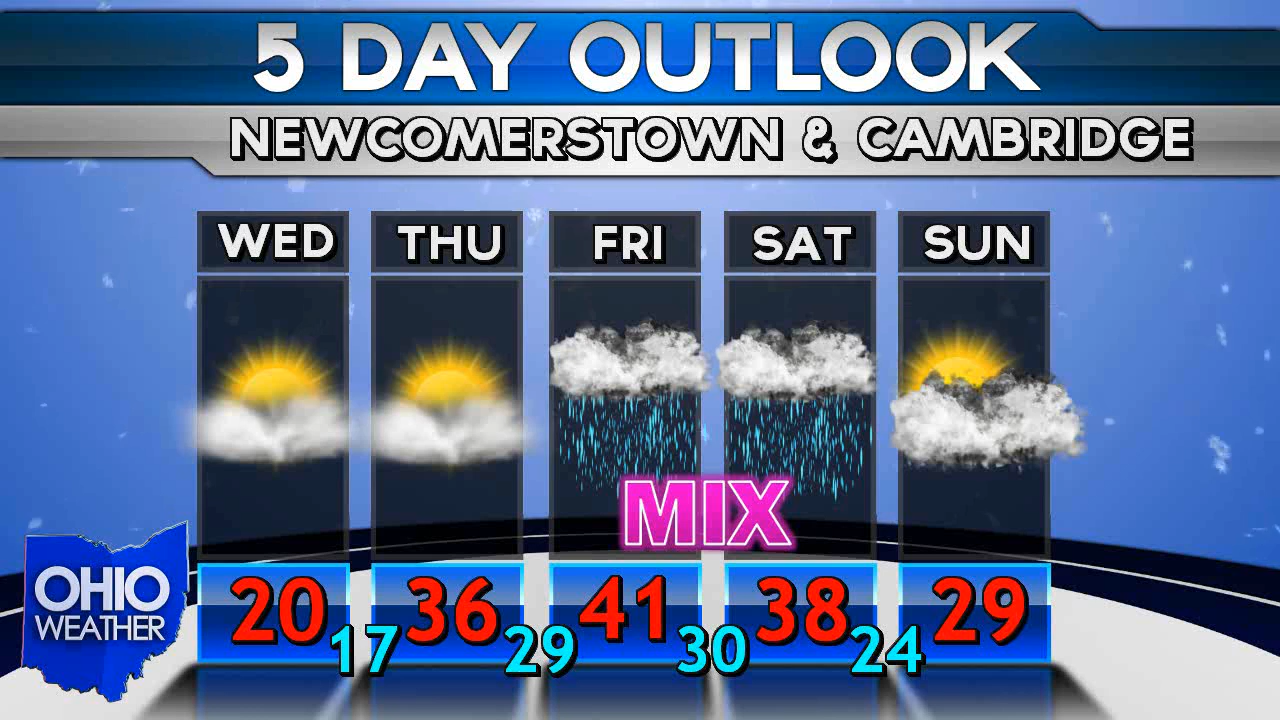 5 DAY OUTLOOK
NEWCOMERSTOWN & CAMBRIDGE
WED THU FRI SAT SUN
MIX
OHIO
WEATHER
20 36 41 38 29
17 29 30 24